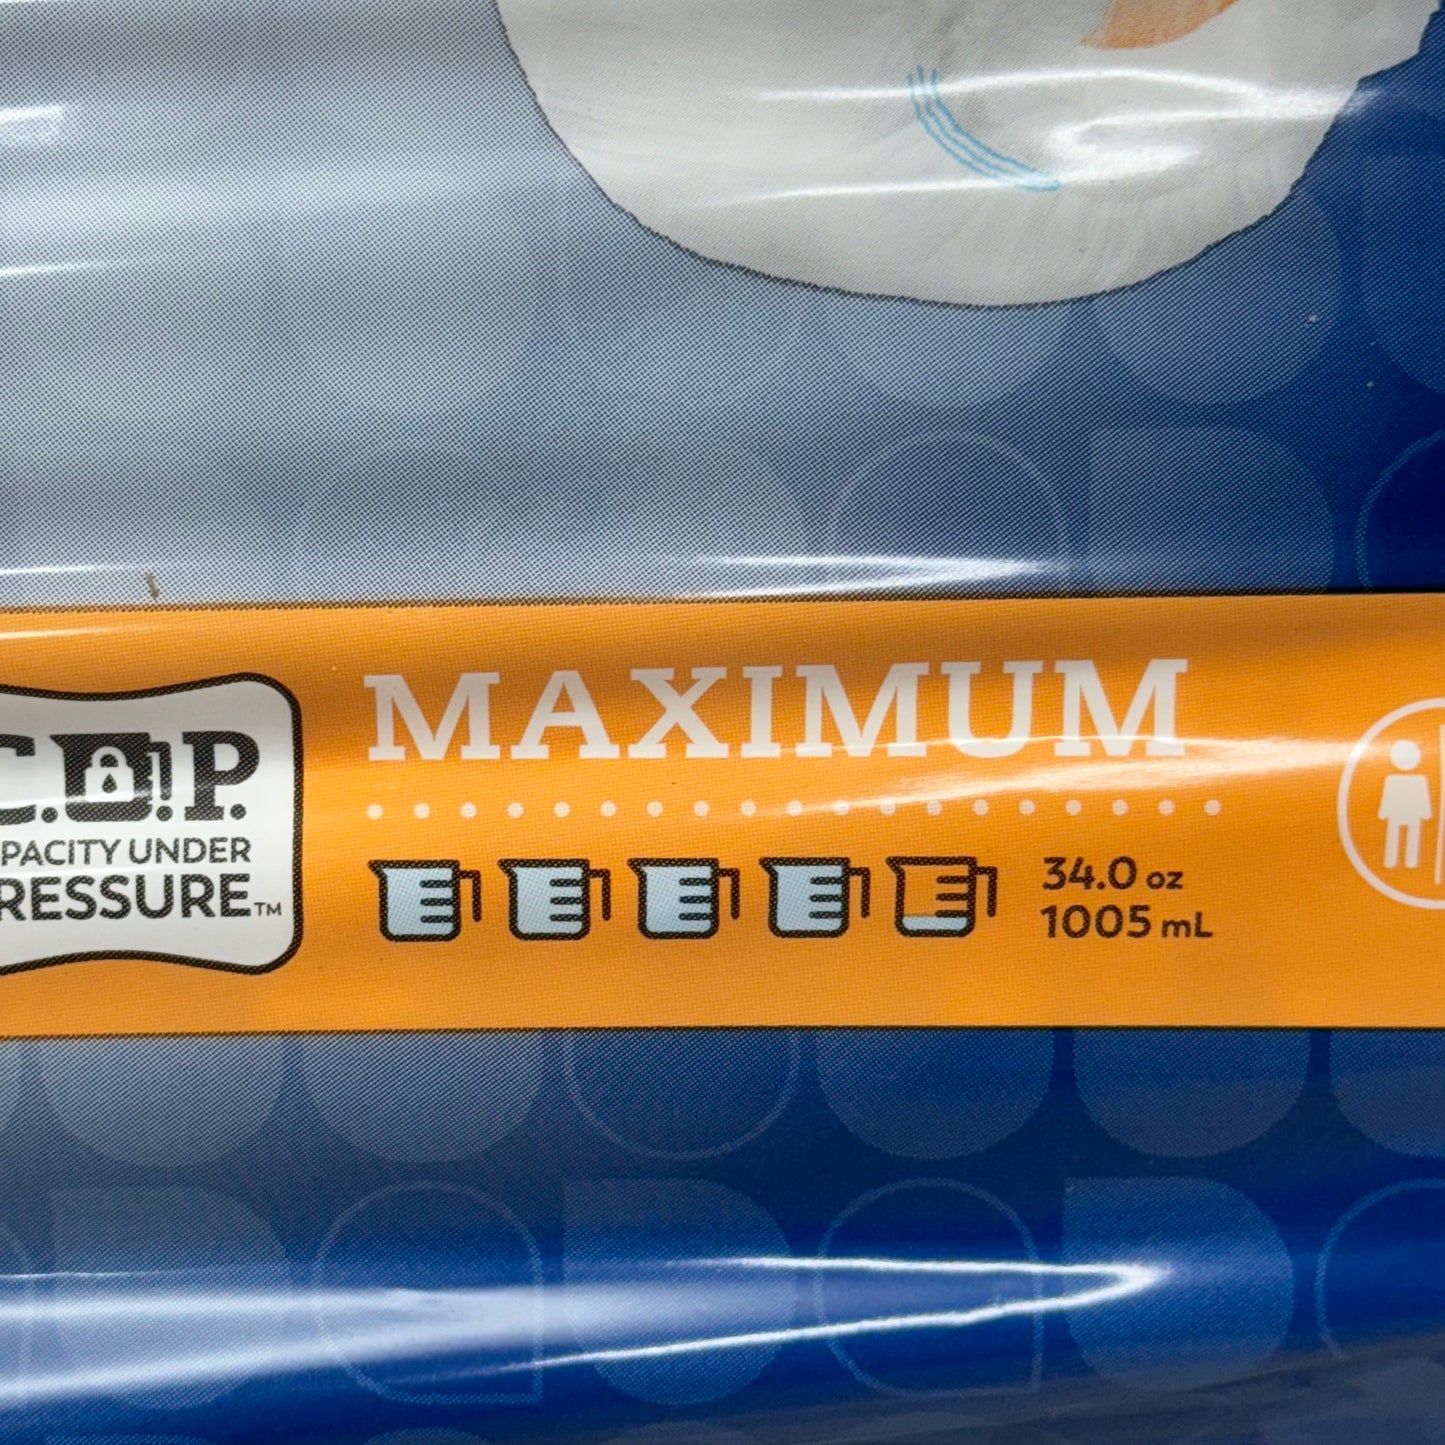 C.U.P.
MAXIMUM
PACITY UNDER
RESSURE™
34.0 oz
1005 mL